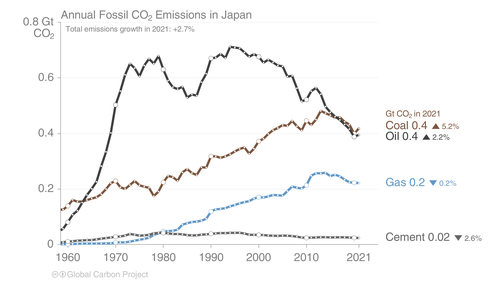 Annual Fossil CO₂ Emissions in Japan
Total emissions growth in 2021: +2.7%
0.8 Gt
CO₂
0.6
0.4
0.2
0
1960 1970 1980 1990 2000 2010 2021
Gt CO₂ in 2021
Coal 0.4 ▲ 5.2%
Oil 0.4 ▲ 2.2%
Gas 0.2 ▼ 0.2%
Cement 0.02 ▼ 2.6%
Global Carbon Project